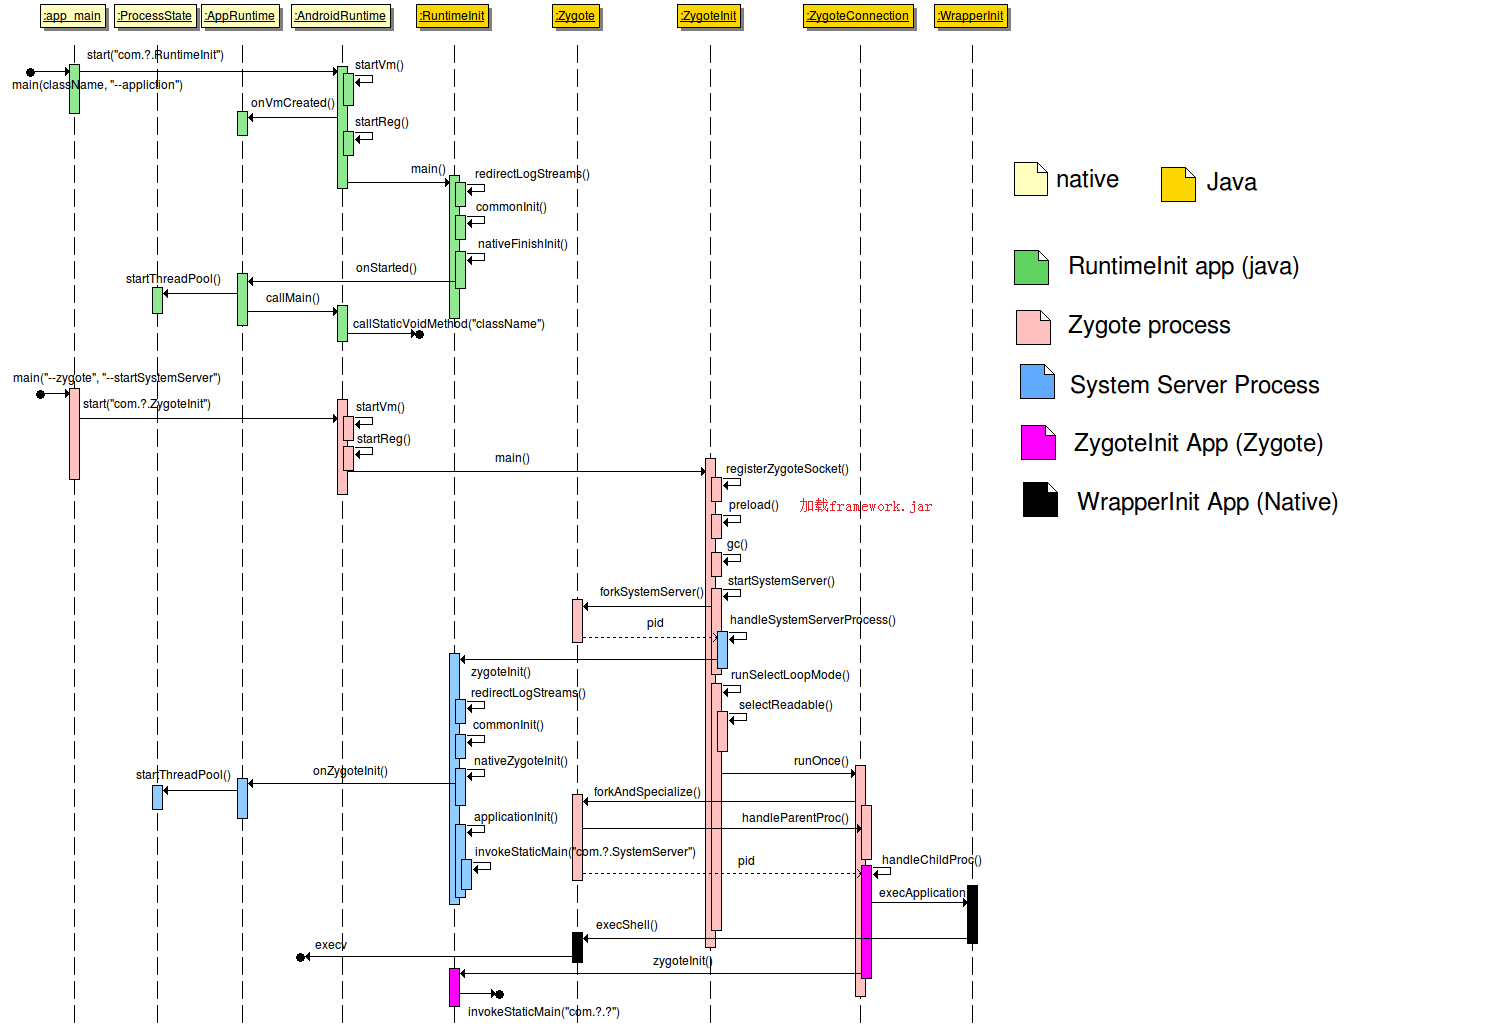 :app_main :ProcessState :AppRuntime :AndroidRuntime :RuntimeInit :Zygote :ZygoteInit :ZygoteConnection :WrapperInit
start("com.?.RuntimeInit")
startVm()
main(className, "--appliction")
onVmCreated()
startReg()
main()
redirectLogStreams()
native
Java
commonInit()
nativeFinishInit()
onStarted()
RuntimeInit app (java)
startThreadPool()
callMain()
callStaticVoidMethod("className")
Zygote process
main("--zygote", "--startSystemServer")
System Server Process
start("com.?.ZygoteInit")
startVm()
startReg()
ZygoteInit App (Zygote)
main()
registerZygoteSocket()
preload()
加载framework.jar
WrapperInit App (Native)
gc()
startSystemServer()
forkSystemServer()
pid
handleSystemServerProcess()
zygoteInit()
runSelectLoopMode()
redirectLogStreams()
selectReadable()
commonInit()
nativeZygoteInit()
runOnce()
startThreadPool()
onZygoteInit()
forkAndSpecialize()
applicationInit()
handleParentProc()
invokeStaticMain("com.?.SystemServer")
pid
handleChildProc()
execApplication
execShell()
execv
zygoteInit()
invokeStaticMain("com.?.?")